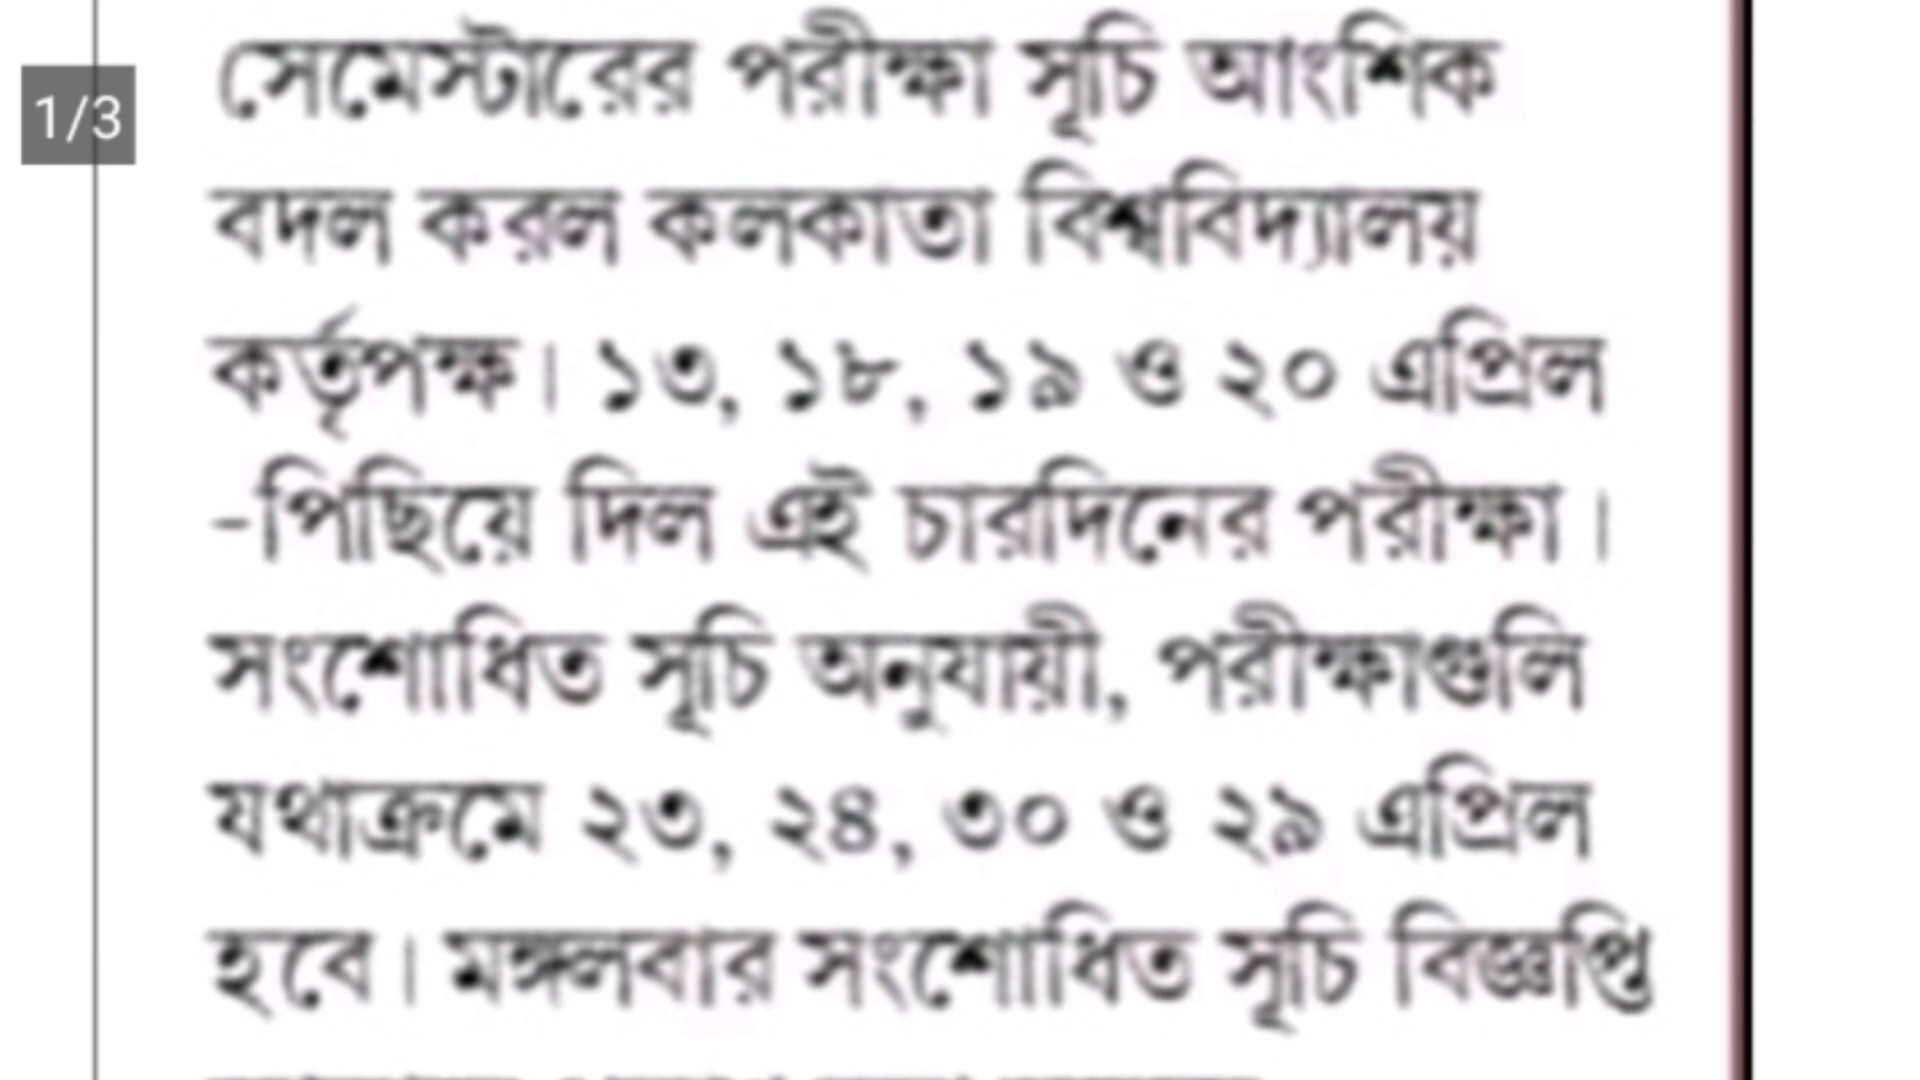 সেমেস্টারের পরীক্ষা সূচি আংশিক
1/3
বদল করল কলকাতা বিশ্ববিদ্যালয়
কর্তৃপক্ষ। ১৩, ১৮, ১৯ ও ২০ এপ্রিল
-পিছিয়ে দিল এই চারদিনের পরীক্ষা।
সংশোধিত সূচি অনুযায়ী, পরীক্ষাগুলি
যথাক্রমে ২৩, ২৪, ৩০ ও ২৯ এপ্রিল
হবে। মঙ্গলবার সংশোধিত সূচি বিজ্ঞপ্তি